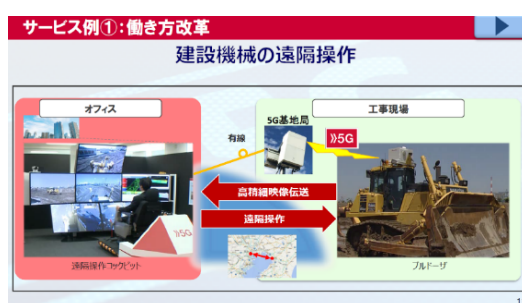 サービス例①：働き方改革
建設機械の遠隔操作
オフィス
工事現場
5G基地局
有線
》5G
高精細映像伝送
遠隔操作
》5G
遠隔操作コックピット
ブルドーザ
1